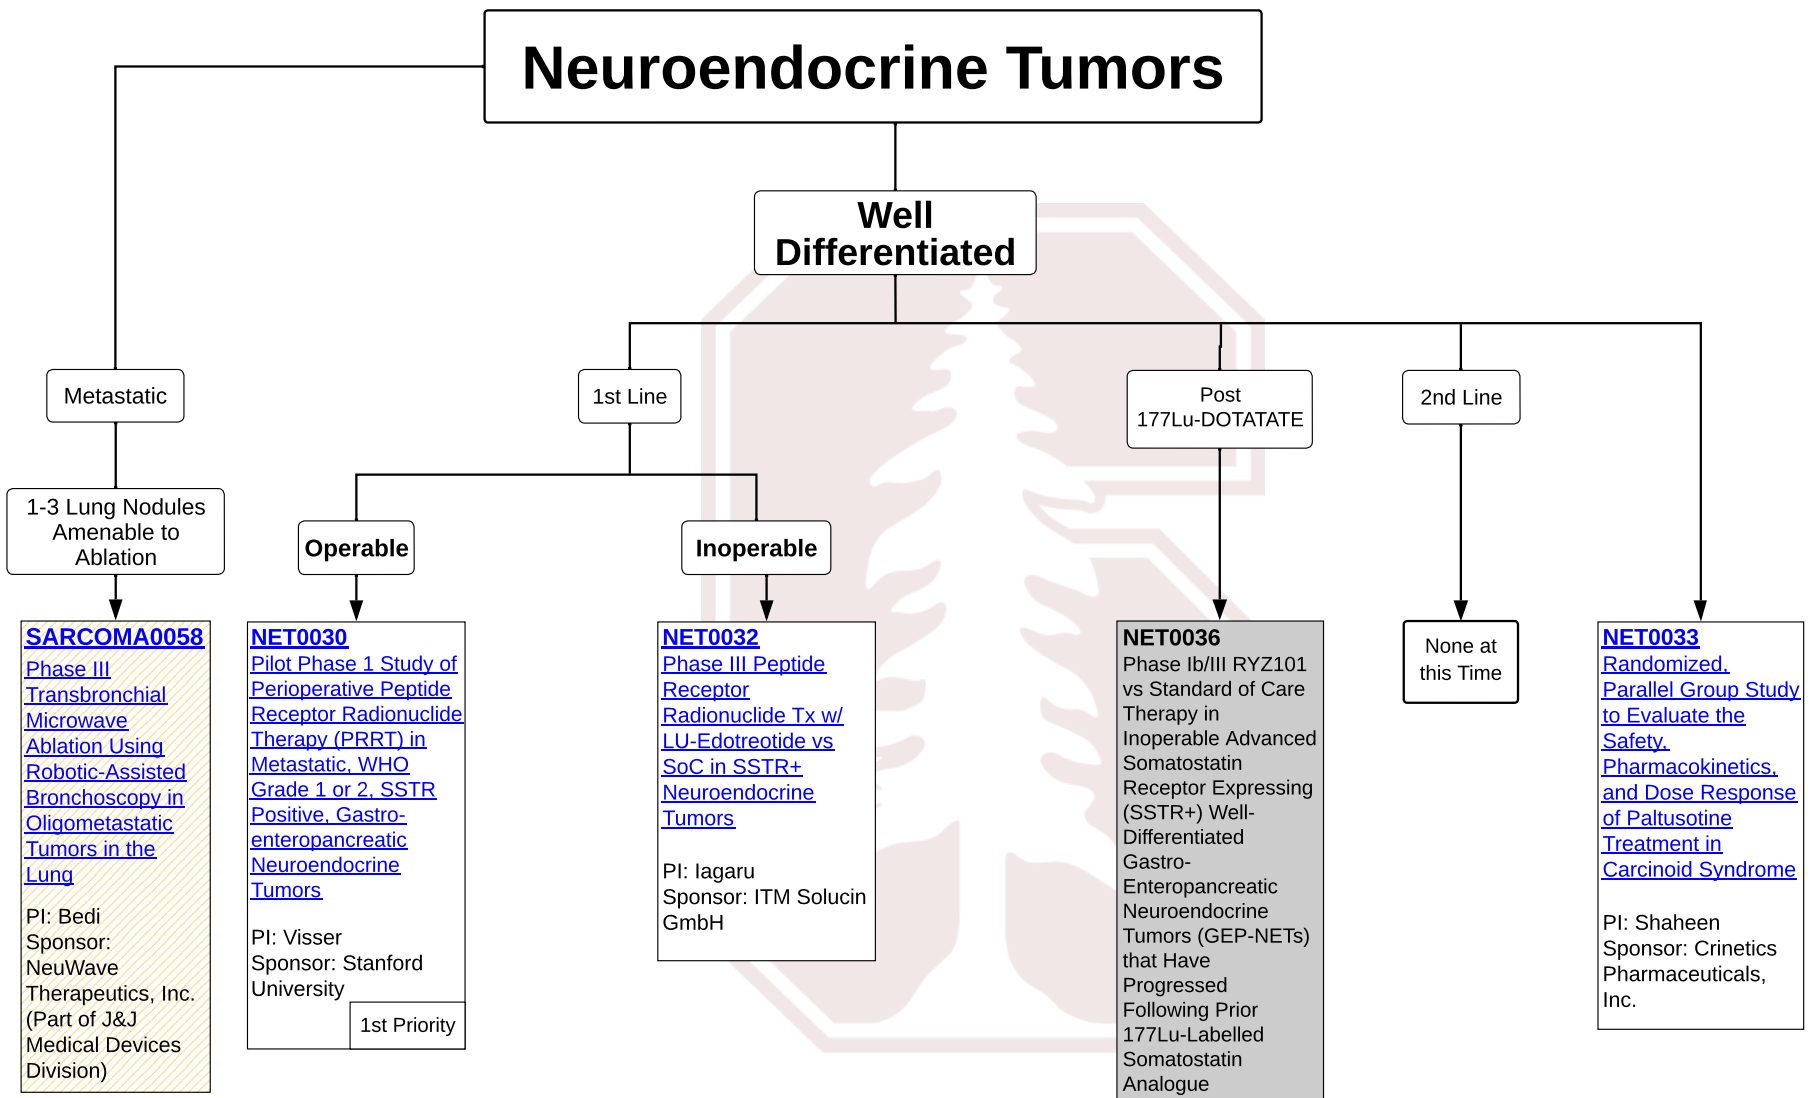 Neuroendocrine Tumors
Well
Differentiated
Metastatic
1st Line
Post
177Lu-DOTATATE
2nd Line
1-3 Lung Nodules
Amenable to
Ablation
Operable
Inoperable
SARCOMA0058
Phase III
Transbronchial
Microwave
Ablation Using
Robotic-Assisted
Bronchoscopy in
Oligometastatic
Tumors in the
Lung
PI: Bedi
Sponsor:
NeuWave
Therapeutics, Inc.
(Part of J&J
Medical Devices
Division)
NET0030
Pilot Phase 1 Study of
Perioperative Peptide
Receptor Radionuclide
Therapy (PRRT) in
Metastatic, WHO
Grade 1 or 2, SSTR
Positive, Gastro-
enteropancreatic
Neuroendocrine
Tumors
PI: Visser
Sponsor: Stanford
University
1st Priority
NET0032
Phase III Peptide
Receptor
Radionuclide Tx w/
LU-Edotreotide vs
SoC in SSTR+
Neuroendocrine
Tumors
PI: Iagaru
Sponsor: ITM Solucin
GmbH
NET0036
Phase Ib/III RYZ101
vs Standard of Care
Therapy in
Inoperable Advanced
Somatostatin
Receptor Expressing
(SSTR+) Well-
Differentiated
Gastro-
Enteropancreatic
Neuroendocrine
Tumors (GEP-NETs)
that Have
Progressed
Following Prior
177Lu-Labelled
Somatostatin
Analogue
None at
this Time
NET0033
Randomized,
Parallel Group Study
to Evaluate the
Safety,
Pharmacokinetics,
and Dose Response
of Paltusotine
Treatment in
Carcinoid Syndrome
PI: Shaheen
Sponsor: Crinetics
Pharmaceuticals,
Inc.